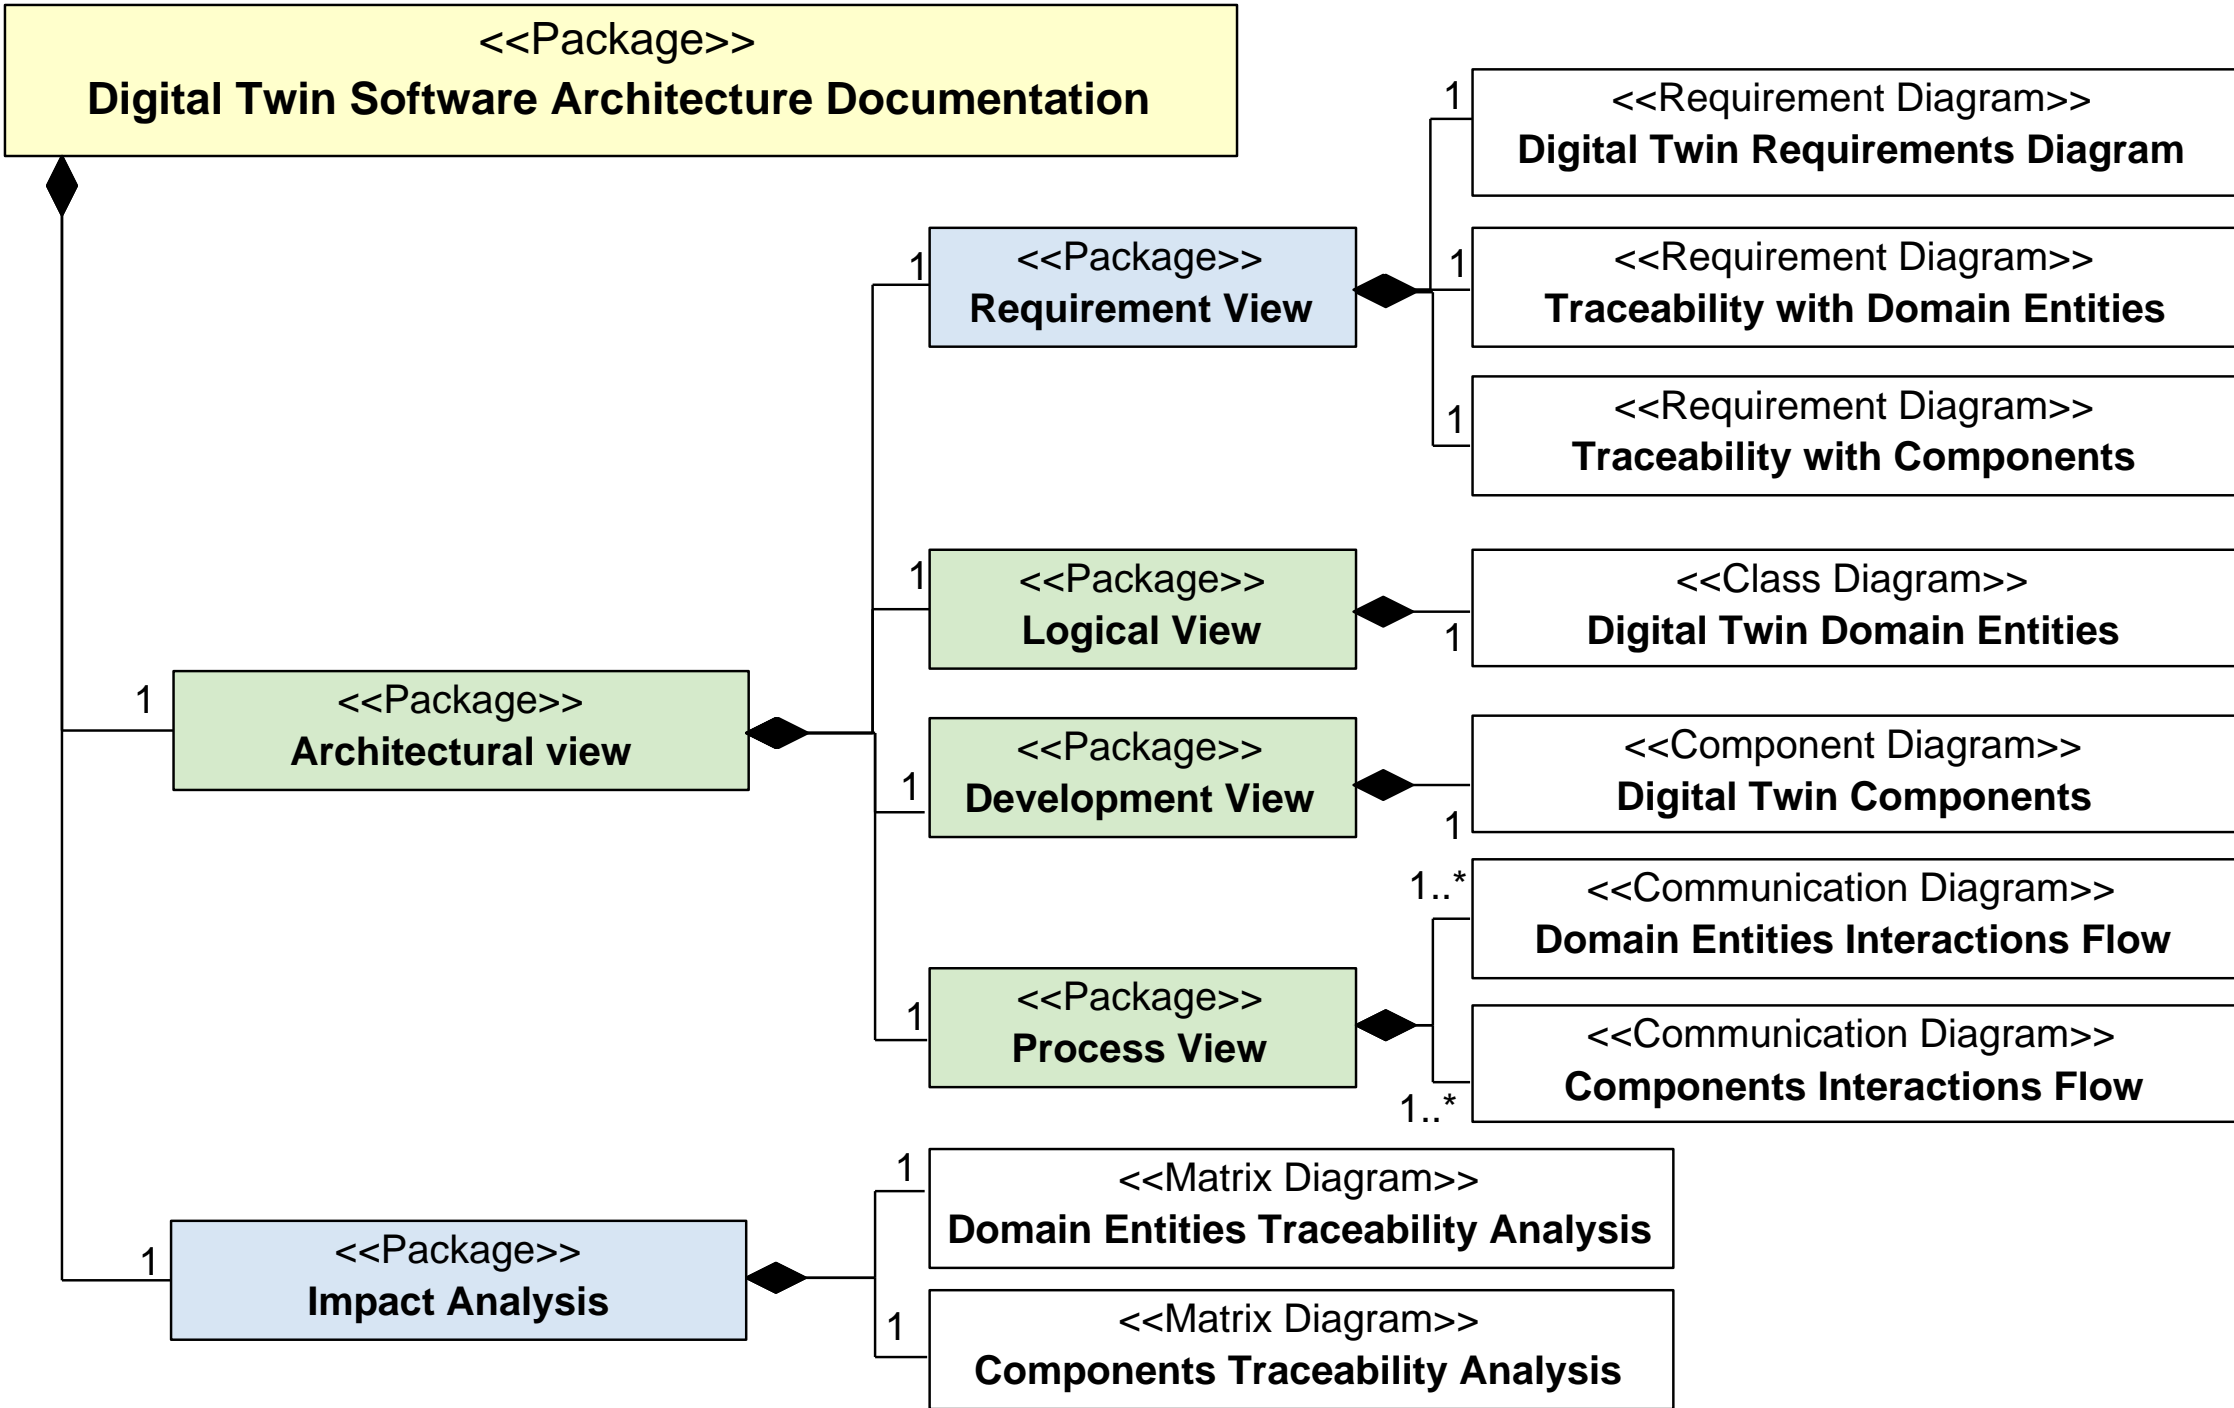 <<Package>>
Digital Twin Software Architecture Documentation
1
<<Requirement Diagram>>
Digital Twin Requirements Diagram
1
<<Package>>
Requirement View
1
<<Requirement Diagram>>
Traceability with Domain Entities
1
<<Requirement Diagram>>
Traceability with Components
1
<<Package>>
Logical View
1
<<Class Diagram>>
Digital Twin Domain Entities
1
<<Package>>
Architectural view
1
<<Package>>
Development View
1
<<Component Diagram>>
Digital Twin Components
1..*
<<Communication Diagram>>
Domain Entities Interactions Flow
1
<<Package>>
Process View
1..*
<<Communication Diagram>>
Components Interactions Flow
1
<<Package>>
Impact Analysis
1
<<Matrix Diagram>>
Domain Entities Traceability Analysis
1
<<Matrix Diagram>>
Components Traceability Analysis